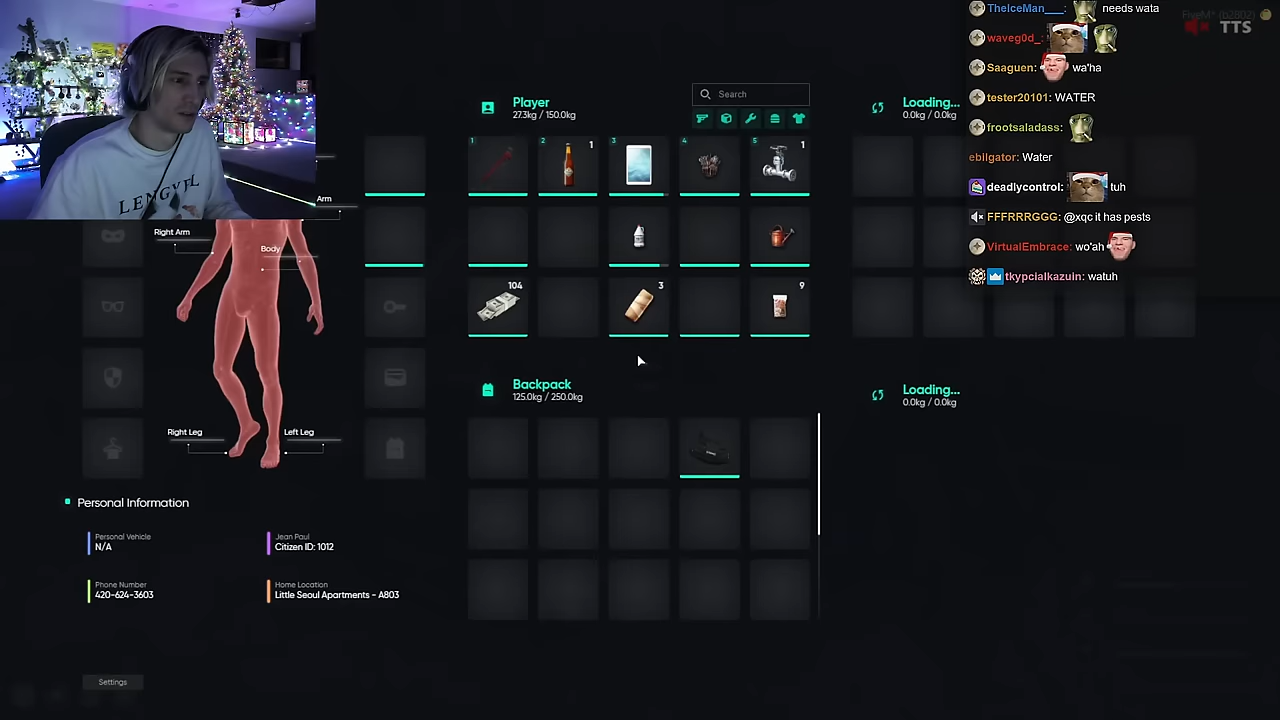 TheIceMan___: needs wata
FiveM® (b2802)
TTS
waveg0d_:
Saaguen: wa'ha
tester20101: WATER
frootsaladass:
ebilgator: Water
deadlycontrol: tuh
FFFRRRGGG: @xqc it has pests
VirtualEmbrace: wo'ah
tkypcialkazuin: watuh
LENGYEL
Arm
Right Arm
Body
Right Leg
Left Leg
Player
27.3kg / 150.0kg
Search
1
2
1
3
4
5
1
104
3
9
Backpack
125.0kg / 250.0kg
Loading...
0.0kg / 0.0kg
Loading...
0.0kg / 0.0kg
Personal Information
Personal Vehicle
N/A
Jean Paul
Citizen ID: 1012
Phone Number
420-624-3603
Home Location
Little Seoul Apartments - A803
Settings